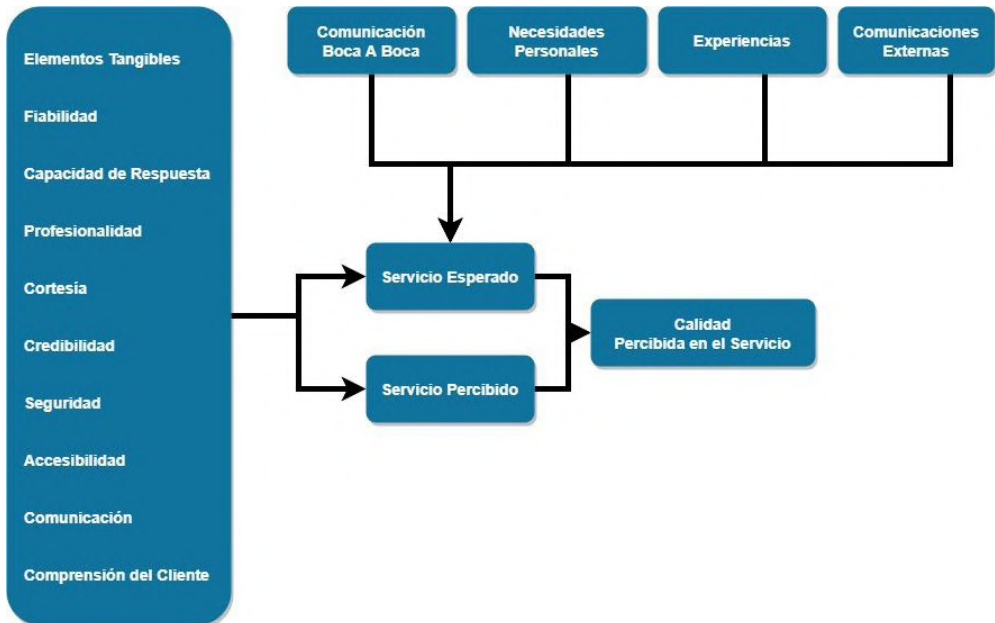 Elementos Tangibles
Fiabilidad
Capacidad de Respuesta
Profesionalidad
Cortesía
Credibilidad
Seguridad
Accesibilidad
Comunicación
Comprensión del Cliente
Comunicación
Boca A Boca
Necesidades
Personales
Experiencias
Comunicaciones
Externas
Servicio Esperado
Servicio Percibido
Calidad
Percibida en el Servicio